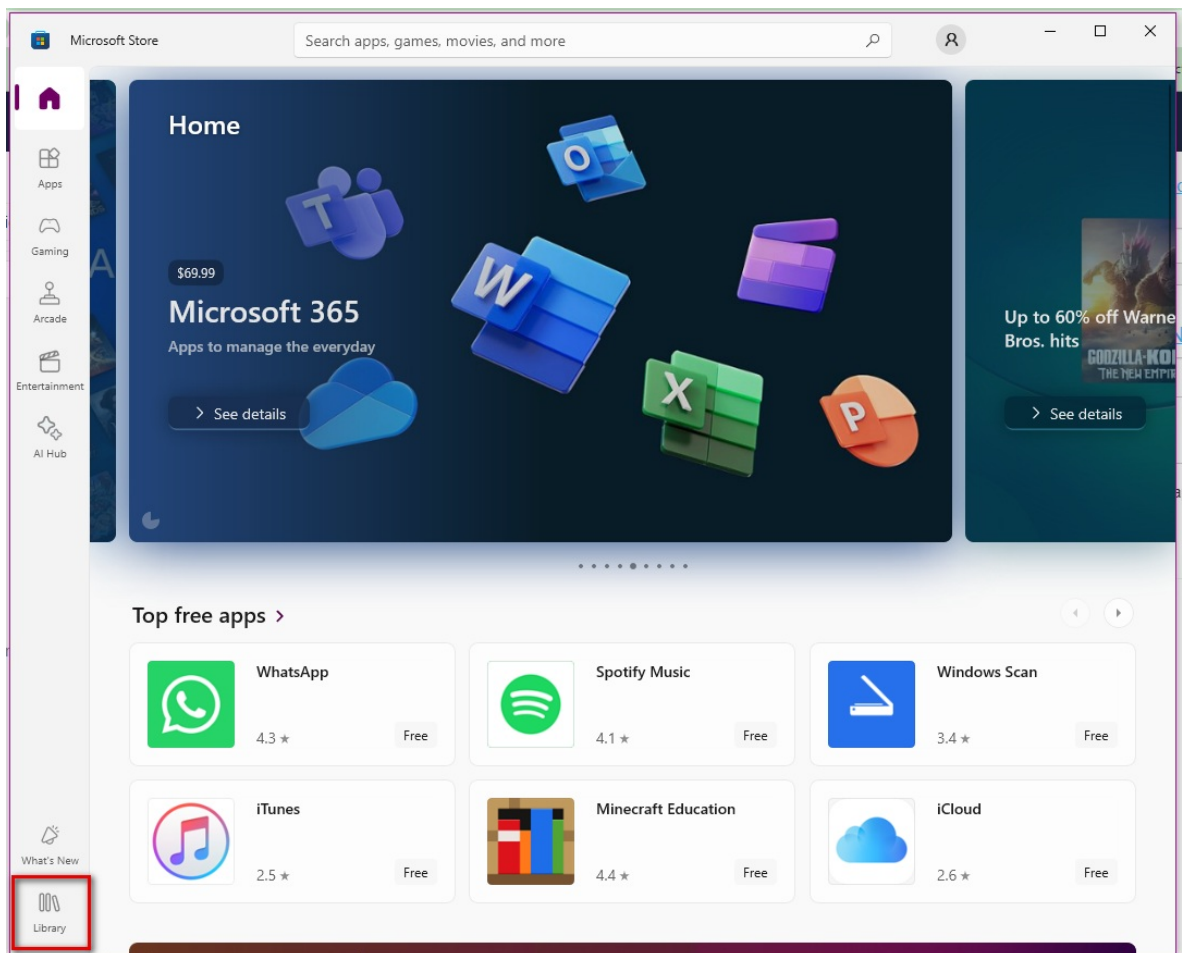 Microsoft Store
Search apps, games, movies, and more
Home
Apps
Gaming
Arcade
Entertainment
AI Hub
What's New
Library
$69.99
Microsoft 365
Apps to manage the everyday
See details
T
O
W
X
P
A
Up to 60% off Warne
Bros. hits
GODZILLA-KO
THE NEW EMPIR
See details
Top free apps
WhatsApp
4.3 ★
Free
Spotify Music
4.1 ★
Free
Windows Scan
3.4 ★
Free
iTunes
2.5 ★
Free
Minecraft Education
4.4 ★
Free
iCloud
2.6 ★
Free